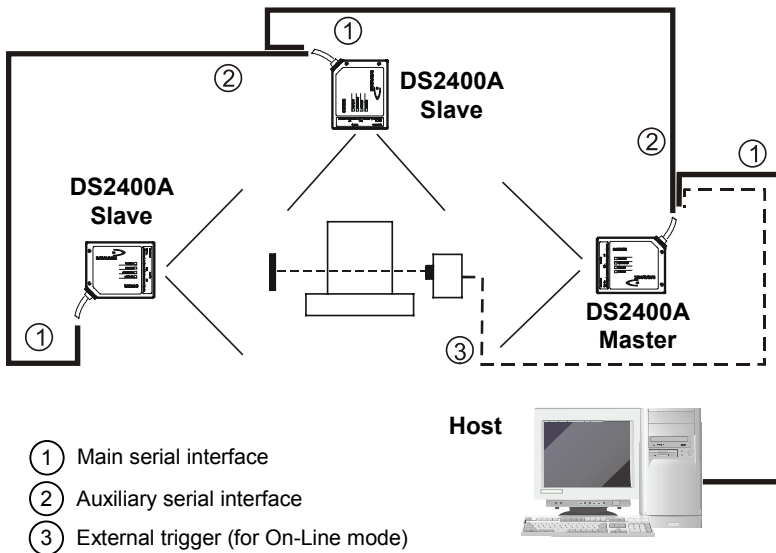 ①
②
DS2400A
Slave
②
①
DS2400A
Slave
DS2400A
Master
①
③
Host
① Main serial interface
② Auxiliary serial interface
③ External trigger (for On-Line mode)